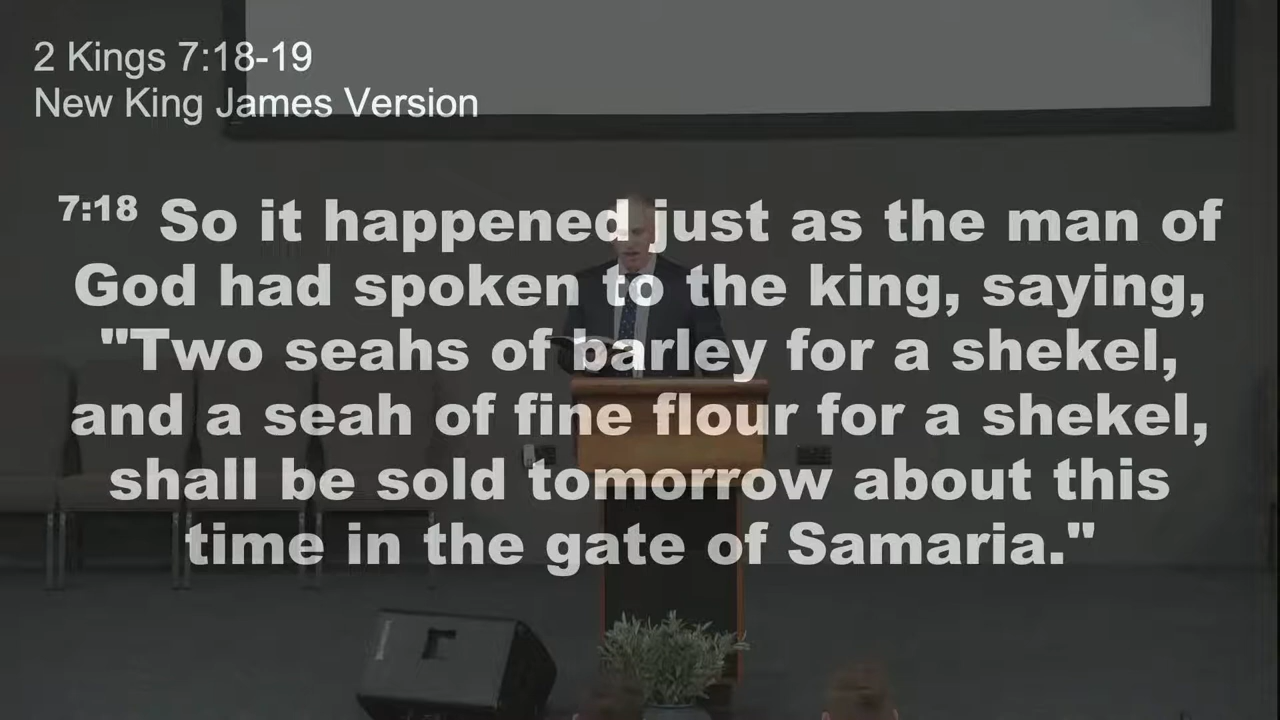 2 Kings 7:18-19
New King James Version
7:18 So it happened just as the man of
God had spoken to the king, saying,
"Two seahs of barley for a shekel,
and a seah of fine flour for a shekel,
shall be sold tomorrow about this
time in the gate of Samaria."